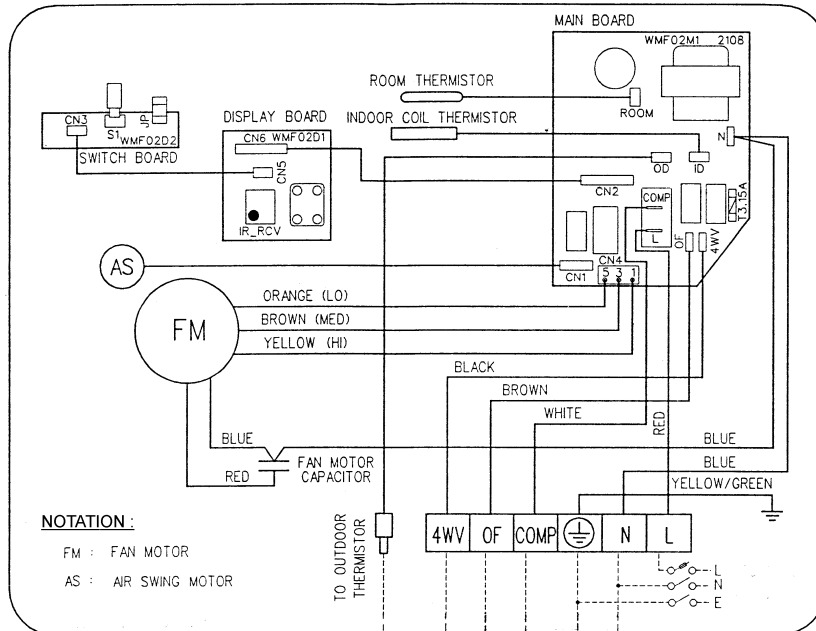 MAIN BOARD
WMF02M1 2108
ROOM THERMISTOR
ROOM
INDOOR COIL THERMISTOR
N
CN3
S1
JP
WMF02D2
SWITCH BOARD
DISPLAY BOARD
CN6 WMF02D1
CN5
IR_RCV
OD
ID
CN2
COMP
L
T3.15A
OF
4WV
CN4
5 3 1
CN1
AS
FM
ORANGE (LO)
BROWN (MED)
YELLOW (HI)
BLACK
BROWN
WHITE
RED
BLUE
BLUE
RED
FAN MOTOR
CAPACITOR
BLUE
YELLOW/GREEN
TO OUTDOOR
THERMISTOR
4WV OF COMP N L
L
N
E
NOTATION :
FM : FAN MOTOR
AS : AIR SWING MOTOR